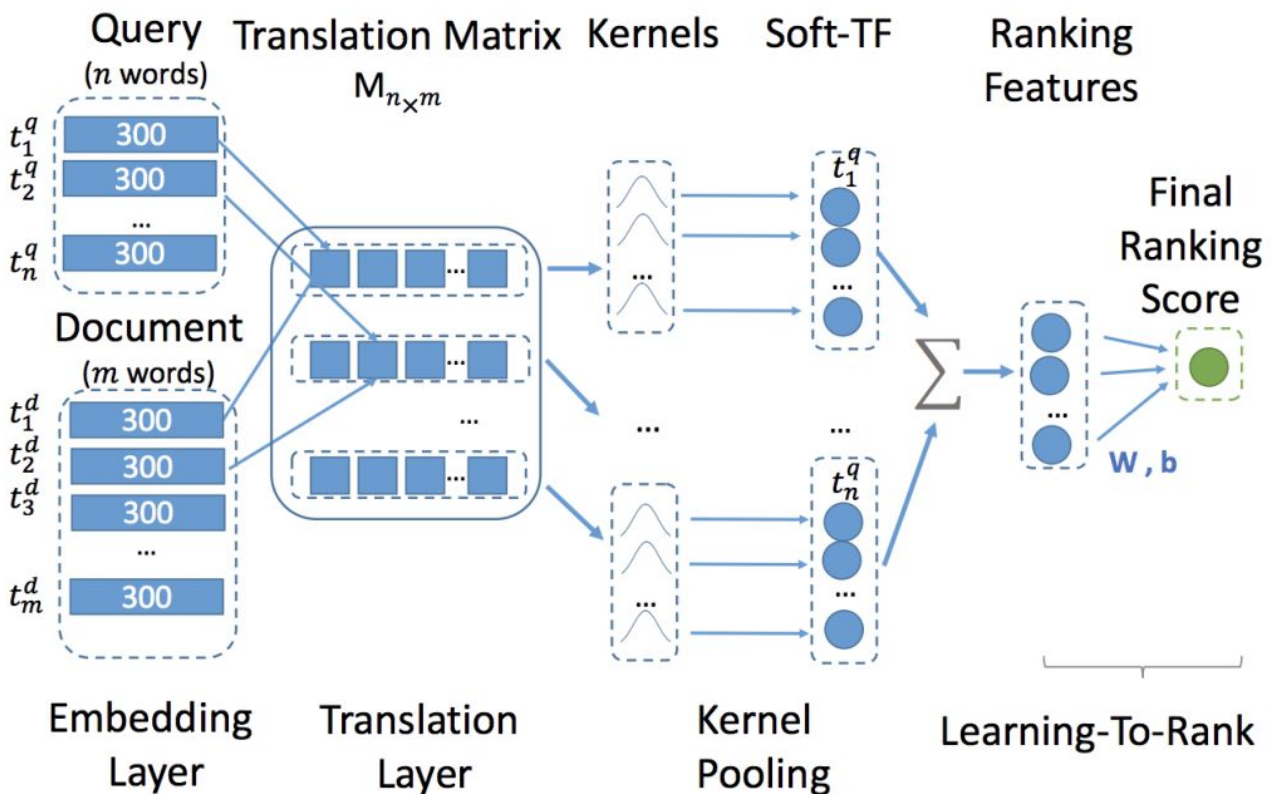 Query
(n words)
t_1^q 300
t_2^q 300
...
t_n^q 300
Document
(m words)
t_1^d 300
t_2^d 300
t_3^d 300
...
t_m^d 300
Embedding
Layer
Translation Matrix
M_{n×m}
...
...
...
...
Translation
Layer
Kernels
...
...
...
Soft-TF
t_1^q
...
...
t_n^q
...
Kernel
Pooling
∑
Ranking
Features
...
W , b
Final
Ranking
Score
Learning-To-Rank